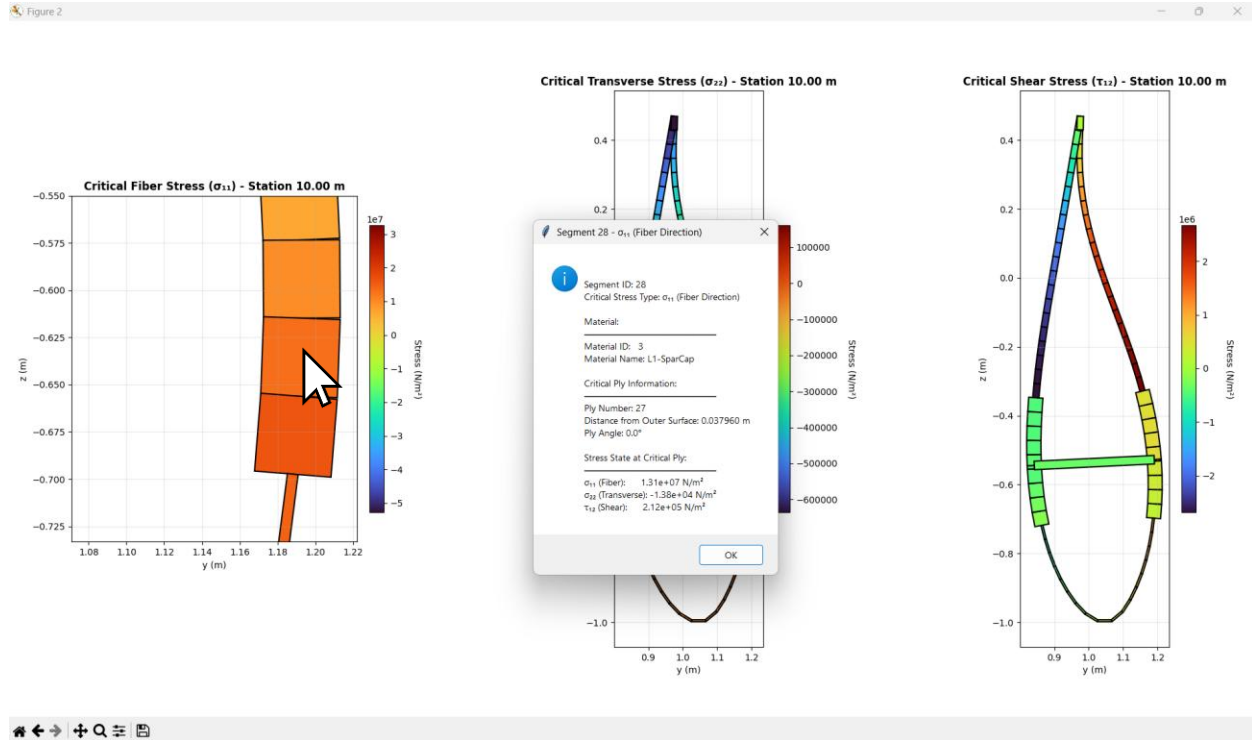 Figure 2
Critical Fiber Stress (σ₁₁) - Station 10.00 m
−0.550
−0.575
−0.600
−0.625
−0.650
−0.675
−0.700
−0.725
z (m)
1.08 1.10 1.12 1.14 1.16 1.18 1.20 1.22
y (m)
1e7
3
2
1
0
−1
−2
−3
−4
−5
Stress (N/m²)
Critical Transverse Stress (σ₂₂) - Station 10.00 m
0.4
0.2
−1.0
0.9 1.0 1.1 1.2
y (m)
100000
0
−100000
−200000
−300000
−400000
−500000
−600000
Stress (N/m²)
Segment 28 - σ₁₁ (Fiber Direction)
Segment ID: 28
Critical Stress Type: σ₁₁ (Fiber Direction)
Material:
Material ID: 3
Material Name: L1-SparCap
Critical Ply Information:
Ply Number: 27
Distance from Outer Surface: 0.037960 m
Ply Angle: 0.0°
Stress State at Critical Ply:
σ₁₁ (Fiber): 1.31e+07 N/m²
σ₂₂ (Transverse): -1.38e+04 N/m²
τ₁₂ (Shear): 2.12e+05 N/m²
OK
Critical Shear Stress (τ₁₂) - Station 10.00 m
0.4
0.2
0.0
−0.2
−0.4
−0.6
−0.8
−1.0
z (m)
0.9 1.0 1.1 1.2
y (m)
1e6
2
1
0
−1
−2
Stress (N/m²)